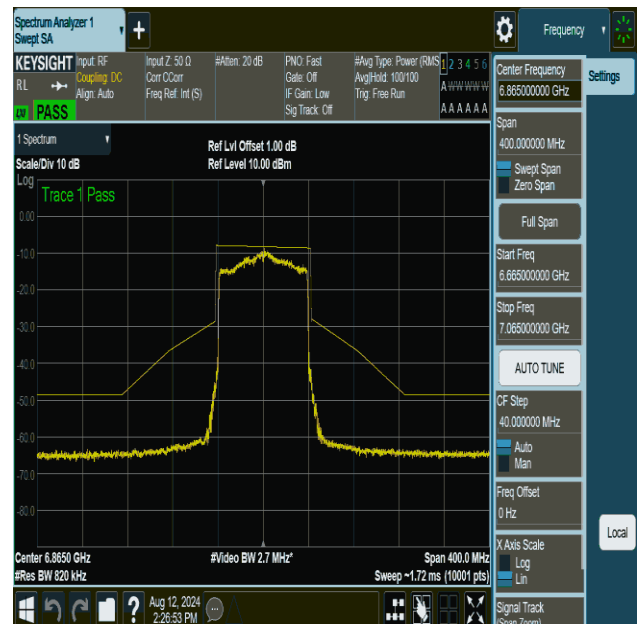 Spectrum Analyzer 1
Swept SA
+
Frequency
KEYSIGHT
RL
PASS
Input: RF
Coupling: DC
Align: Auto
Input Z: 50 Ω
Corr CCorr
Freq Ref: Int (S)
#Atten: 20 dB
PNO: Fast
Gate: Off
IF Gain: Low
Sig Track: Off
#Avg Type: Power (RMS
Avg|Hold: 100/100
Trig: Free Run
1 2 3 4 5 6
A W W W W W
A A A A A A
1 Spectrum
Scale/Div 10 dB
Ref Lvl Offset 1.00 dB
Ref Level 10.00 dBm
Log
Trace 1 Pass
0.00
-10.0
-20.0
-30.0
-40.0
-50.0
-60.0
-70.0
-80.0
Center 6.8650 GHz
#Res BW 820 kHz
#Video BW 2.7 MHz*
Span 400.0 MHz
Sweep ~1.72 ms (10001 pts)
Center Frequency
6.865000000 GHz
Settings
Span
400.000000 MHz
Swept Span
Zero Span
Full Span
Start Freq
6.665000000 GHz
Stop Freq
7.065000000 GHz
AUTO TUNE
CF Step
40.000000 MHz
Auto
Man
Freq Offset
0 Hz
X Axis Scale
Log
Lin
Local
Signal Track
(Span Zoom)
?
Aug 12, 2024
2:26:53 PM